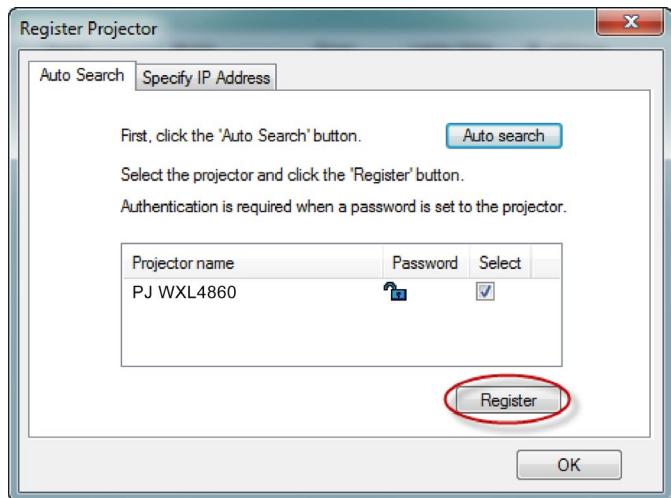 Register Projector
Auto Search
Specify IP Address
First, click the 'Auto Search' button.
Auto search
Select the projector and click the 'Register' button.
Authentication is required when a password is set to the projector.
Projector name Password Select
PJ WXL4860
Register
OK